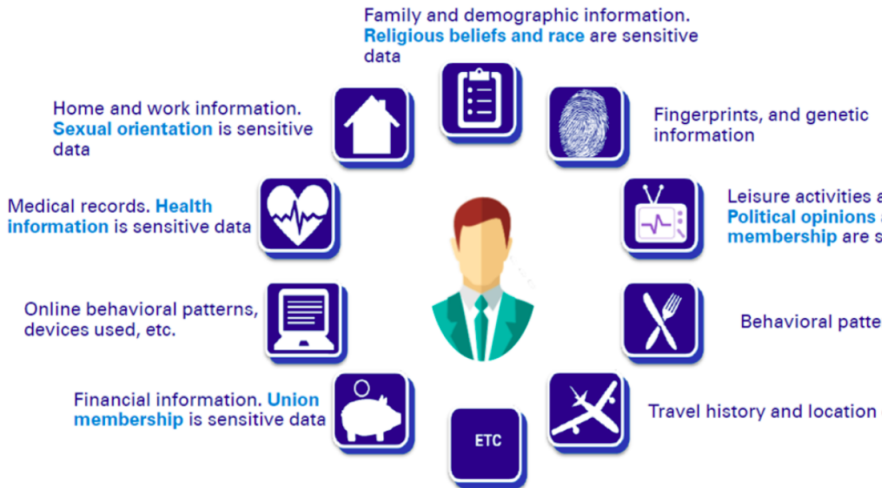 Family and demographic information.
Religious beliefs and race are sensitive
data
Home and work information.
Sexual orientation is sensitive
data
Fingerprints, and genetic
information
Medical records. Health
information is sensitive data
Leisure activities
Political opinions
membership are
Online behavioral patterns,
devices used, etc.
Behavioral
Financial information. Union
membership is sensitive data
Travel history and location
ETC